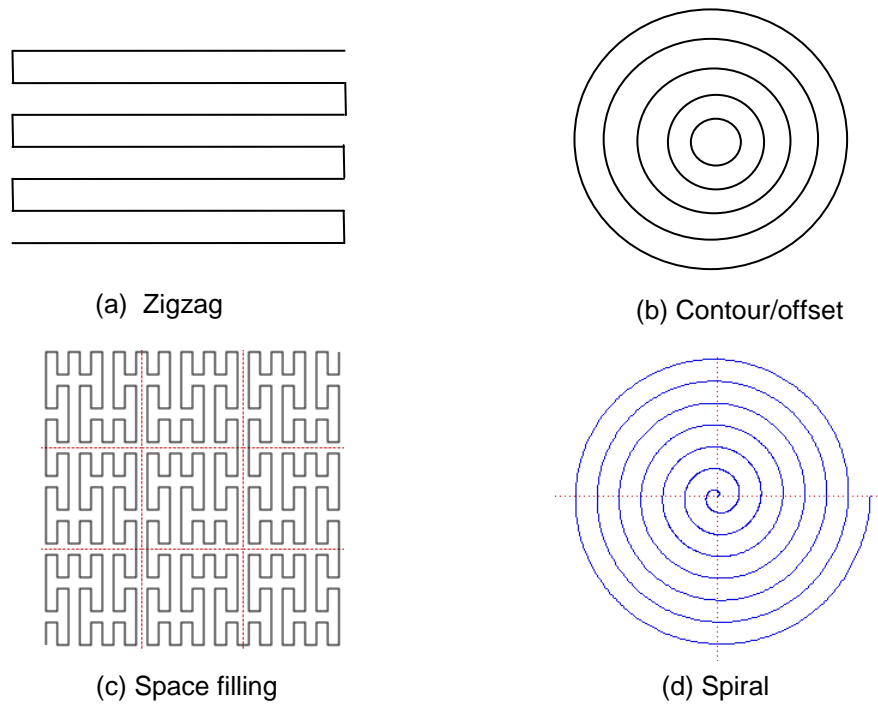 (a) Zigzag
(b) Contour/offset
(c) Space filling
(d) Spiral